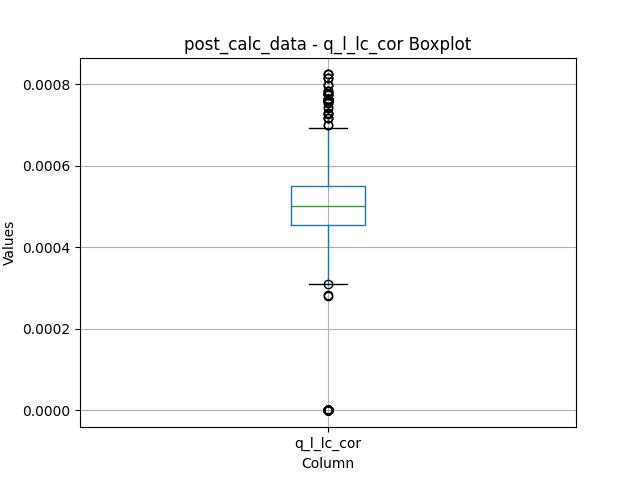 post_calc_data - q_l_lc_cor Boxplot
0.0008
0.0006
0.0004
0.0002
0.0000
Values
q_l_lc_cor
Column